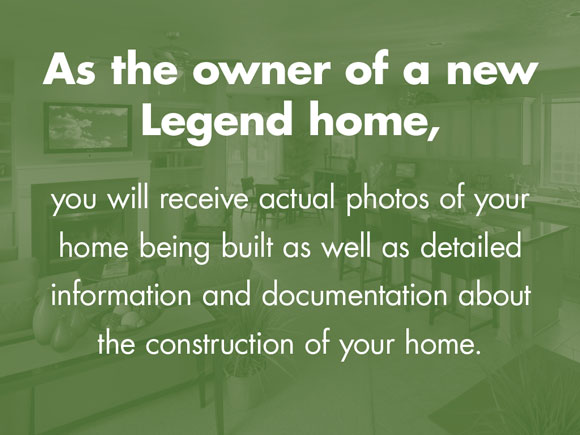 As the owner of a new
Legend home,
you will receive actual photos of your
home being built as well as detailed
information and documentation about
the construction of your home.